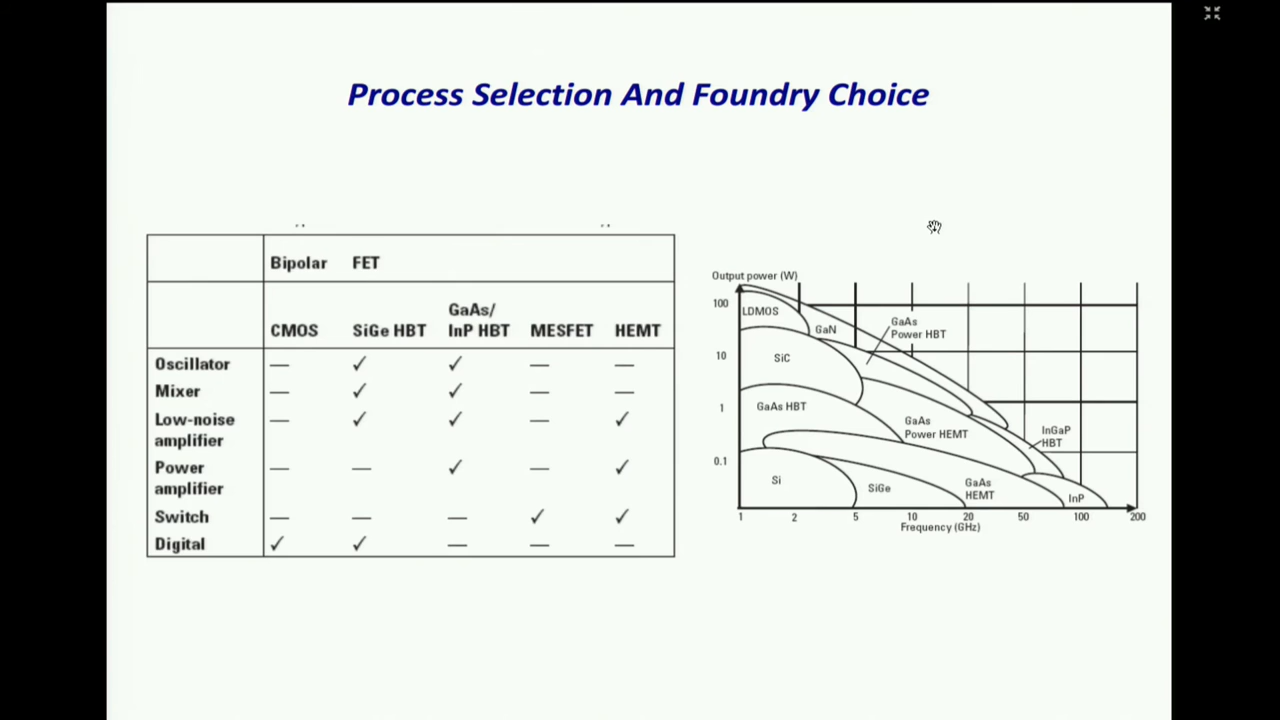 Process Selection And Foundry Choice
Bipolar FET
CMOS SiGe HBT GaAs/ InP HBT MESFET HEMT
Oscillator — ✓ ✓ — —
Mixer — ✓ ✓ — —
Low-noise amplifier — ✓ ✓ — ✓
Power amplifier — — ✓ — ✓
Switch — — — ✓ ✓
Digital ✓ ✓ — — —
Output power (W)
100
10
1
0.1
LDMOS
GaN
GaAs
Power HBT
SiC
GaAs HBT
GaAs
Power HEMT
InGaP
HBT
Si
SiGe
GaAs
HEMT
InP
1 2 5 10 20 50 100 200
Frequency (GHz)